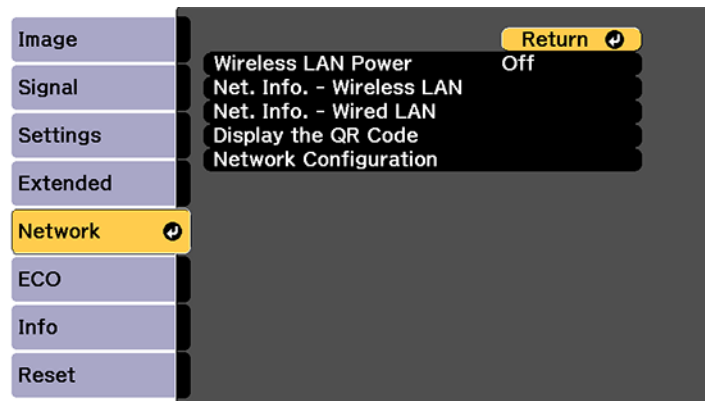 Image
Signal
Settings
Extended
Network
ECO
Info
Reset
Return
Wireless LAN Power Off
Net. Info. - Wireless LAN
Net. Info. - Wired LAN
Display the QR Code
Network Configuration